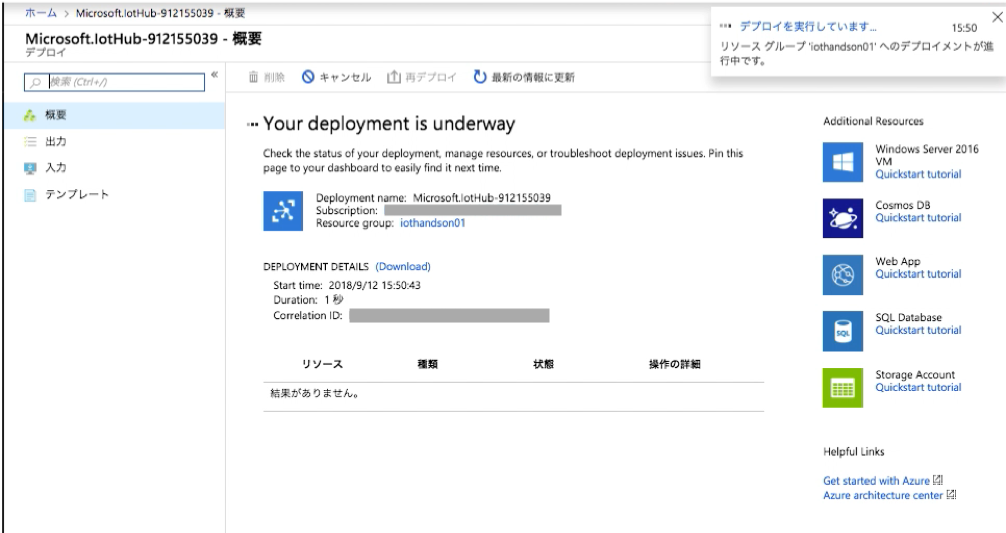 ホーム > Microsoft.IotHub-912155039 - 概要
Microsoft.IotHub-912155039 - 概要
デプロイ
デプロイを実行しています... 15:50
リソース グループ 'iothandson01' へのデプロイメントが進
行中です。
検索 (Ctrl+/)
概要
出力
入力
テンプレート
削除 キャンセル 再デプロイ 最新の情報に更新
Your deployment is underway
Check the status of your deployment, manage resources, or troubleshoot deployment issues. Pin this
page to your dashboard to easily find it next time.
Deployment name: Microsoft.IotHub-912155039
Subscription:
Resource group: iothandson01
DEPLOYMENT DETAILS (Download)
Start time: 2018/9/12 15:50:43
Duration: 1 秒
Correlation ID:
リソース 種類 状態 操作の詳細
結果がありません。
Additional Resources
Windows Server 2016
VM
Quickstart tutorial
Cosmos DB
Quickstart tutorial
Web App
Quickstart tutorial
SQL
SQL Database
Quickstart tutorial
Storage Account
Quickstart tutorial
Helpful Links
Get started with Azure
Azure architecture center